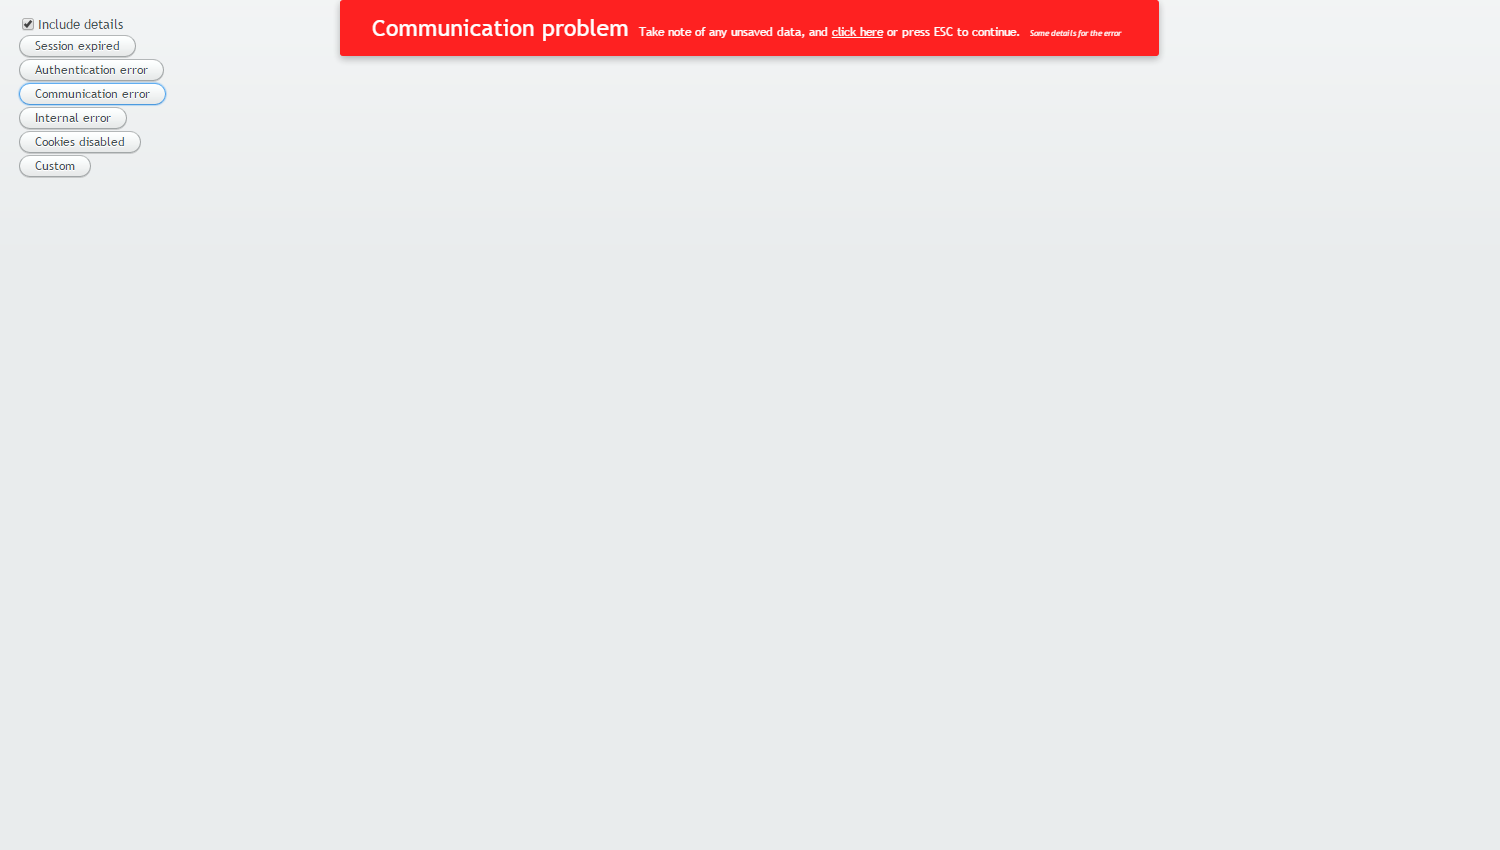 Include details
Communication problem Take note of any unsaved data, and click here or press ESC to continue. Some details for the error
Session expired
Authentication error
Communication error
Internal error
Cookies disabled
Custom